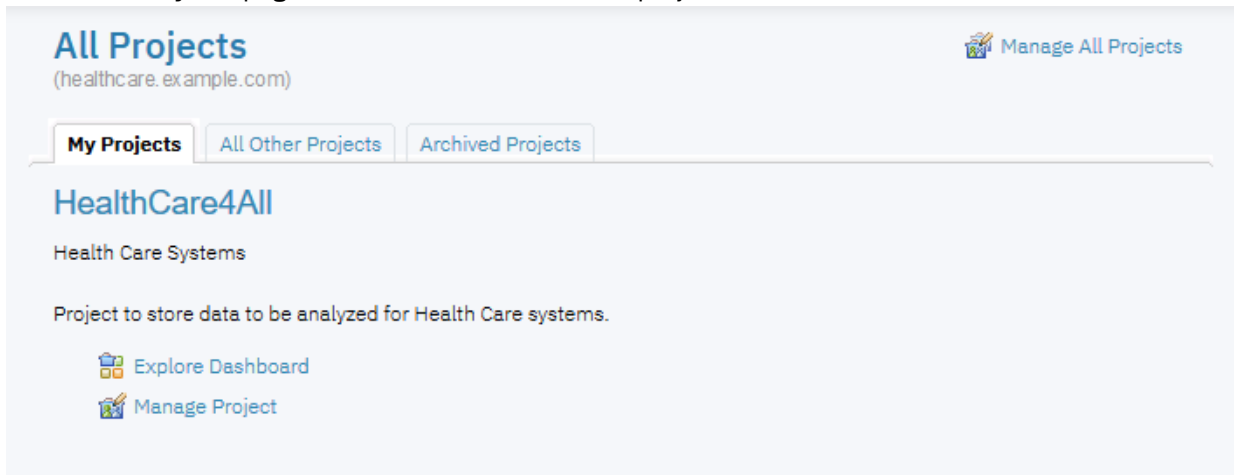 All Projects
Manage All Projects
(healthcare.example.com)
My Projects
All Other Projects
Archived Projects
HealthCare4All
Health Care Systems
Project to store data to be analyzed for Health Care systems.
Explore Dashboard
Manage Project